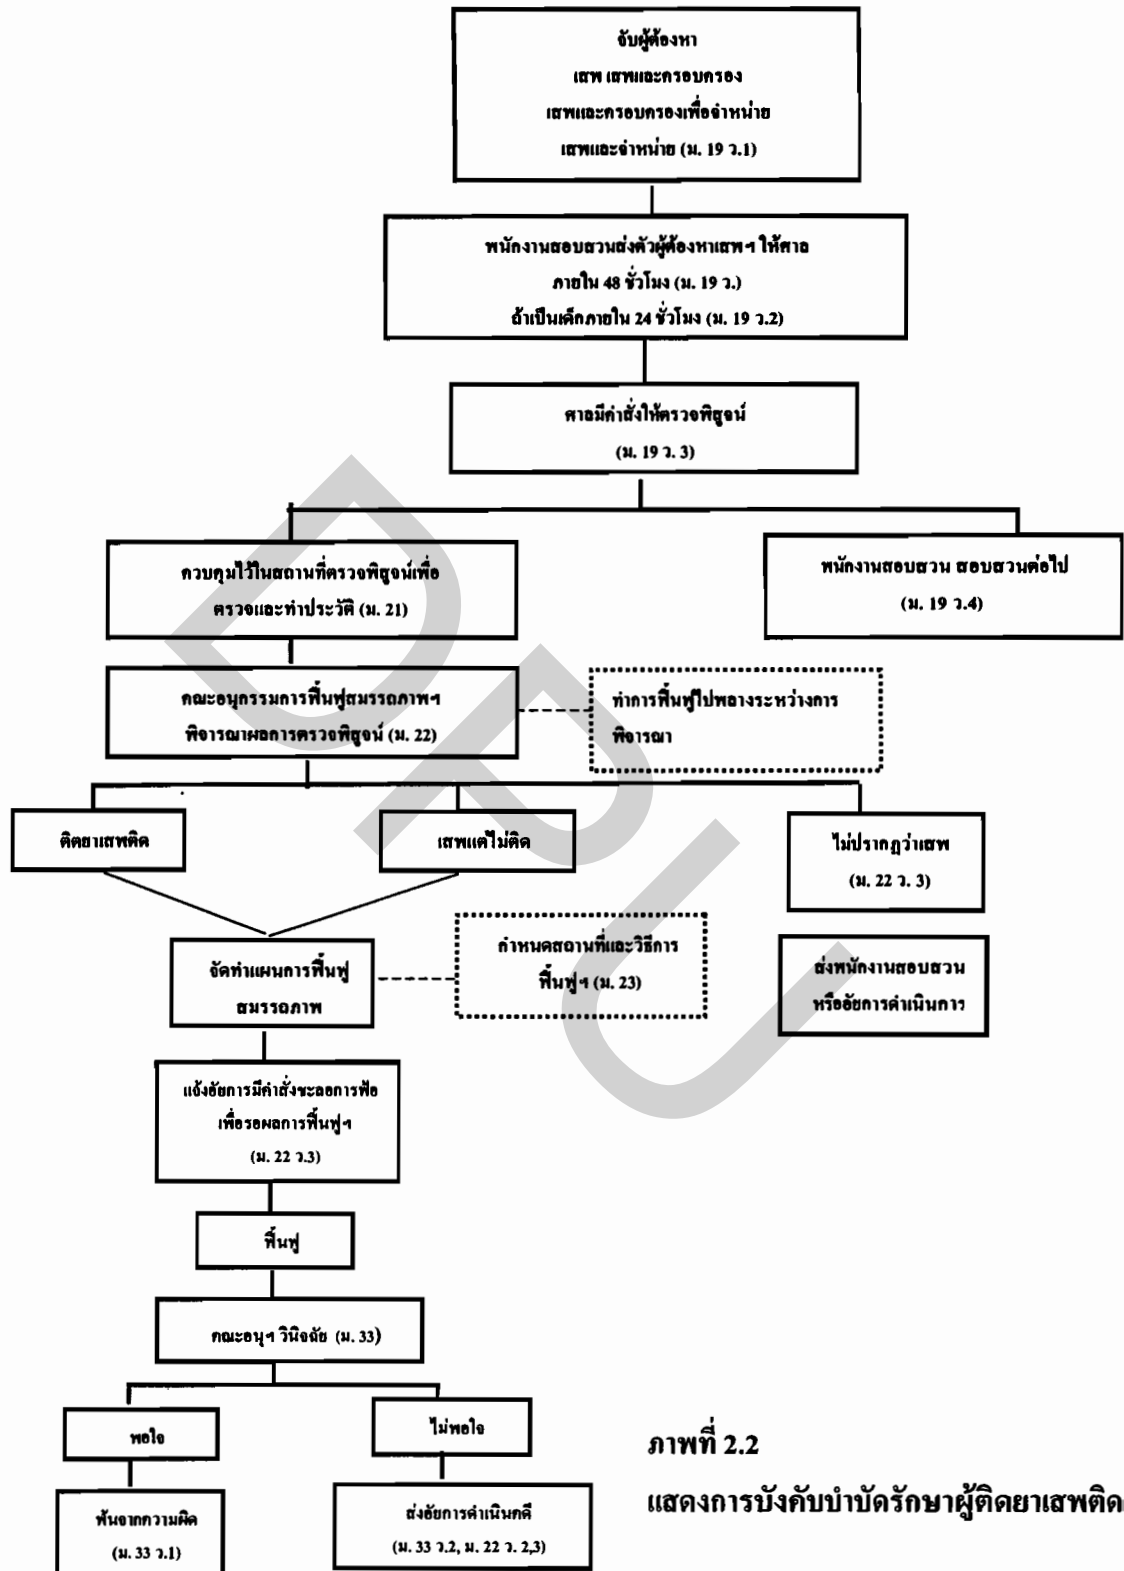 จับผู้ต้องหา
เสพ เสพและครอบครอง
เสพและครอบครองเพื่อจำหน่าย
เสพและจำหน่าย (ม. 19 ว.1)
พนักงานสอบสวนส่งตัวผู้ต้องหาเสพฯ ให้ศาล
ภายใน 48 ชั่วโมง (ม. 19 ว.)
ถ้าเป็นเด็กภายใน 24 ชั่วโมง (ม. 19 ว.2)
ศาลมีคำสั่งให้ตรวจพิสูจน์
(ม. 19 ว. 3)
ควบคุมไว้ในสถานที่ตรวจพิสูจน์เพื่อ
ตรวจและทำประวัติ (ม. 21)
พนักงานสอบสวน สอบสวนต่อไป
(ม. 19 ว.4)
คณะอนุกรรมการฟื้นฟูสมรรถภาพฯ
พิจารณาผลการตรวจพิสูจน์ (ม. 22)
ทำการฟื้นฟูไปพลางระหว่างการ
พิจารณา
ติดยาเสพติด
เสพแต่ไม่ติด
ไม่ปรากฏว่าเสพ
(ม. 22 ว. 3)
จัดทำแผนการฟื้นฟู
สมรรถภาพ
กำหนดสถานที่และวิธีการ
ฟื้นฟูฯ (ม. 23)
ส่งพนักงานสอบสวน
หรืออัยการดำเนินการ
แจ้งอัยการมีคำสั่งชะลอการฟ้อ
เพื่อรอผลการฟื้นฟูฯ
(ม. 22 ว.3)
ฟื้นฟู
คณะอนุฯ วินิจฉัย (ม. 33)
พอใจ
ไม่พอใจ
พ้นจากความผิด
(ม. 33 ว.1)
ส่งอัยการดำเนินคดี
(ม. 33 ว.2, ม. 22 ว. 2,3)
ภาพที่ 2.2
แสดงการบังคับบำบัดรักษาผู้ติดยาเสพติด
DPU